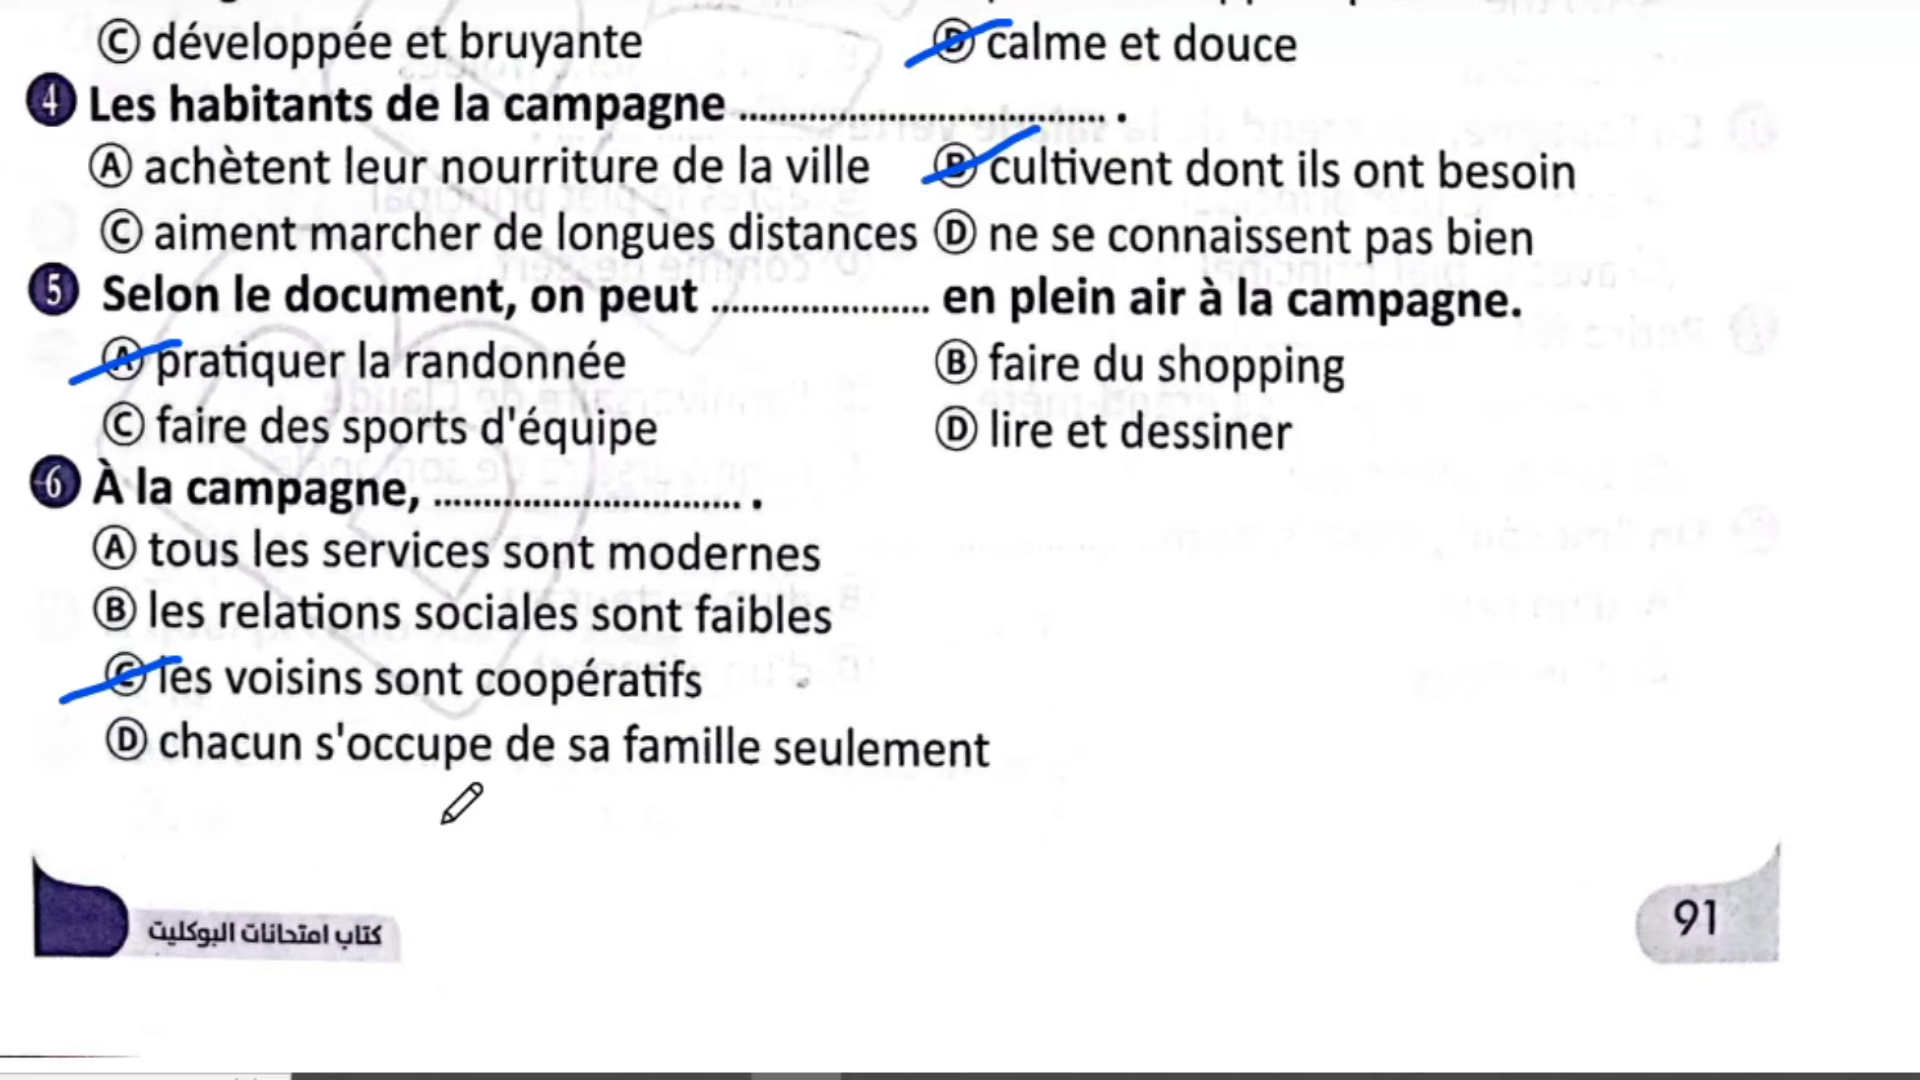 Ⓒ développée et bruyante Ⓓ calme et douce
4 Les habitants de la campagne .................................... .
Ⓐ achètent leur nourriture de la ville Ⓑ cultivent dont ils ont besoin
Ⓒ aiment marcher de longues distances Ⓓ ne se connaissent pas bien
5 Selon le document, on peut ...................... en plein air à la campagne.
Ⓐ pratiquer la randonnée Ⓑ faire du shopping
Ⓒ faire des sports d'équipe Ⓓ lire et dessiner
6 À la campagne, ............................... .
Ⓐ tous les services sont modernes
Ⓑ les relations sociales sont faibles
Ⓒ les voisins sont coopératifs
Ⓓ chacun s'occupe de sa famille seulement
كتاب امتحانات البوكليت
91